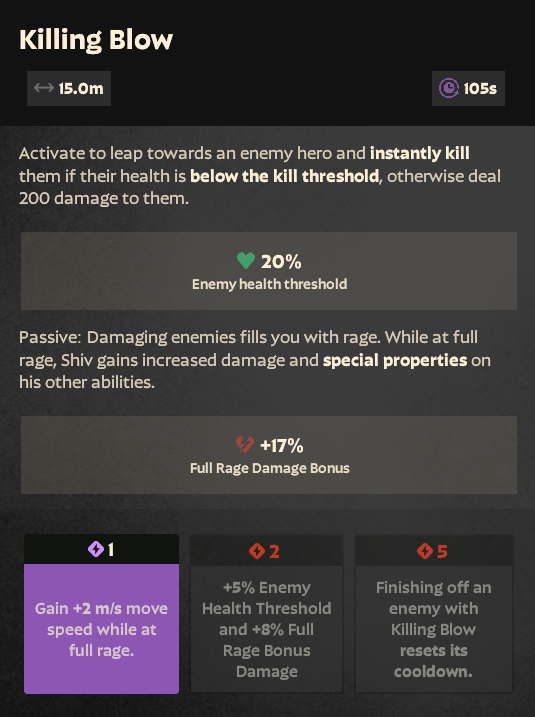 Killing Blow
15.0m
105s
Activate to leap towards an enemy hero and instantly kill
them if their health is below the kill threshold, otherwise deal
200 damage to them.
20%
Enemy health threshold
Passive: Damaging enemies fills you with rage. While at full
rage, Shiv gains increased damage and special properties on
his other abilities.
+17%
Full Rage Damage Bonus
1
Gain +2 m/s move
speed while at
full rage.
2
+5% Enemy
Health Threshold
and +8% Full
Rage Bonus
Damage
5
Finishing off an
enemy with
Killing Blow
resets its
cooldown.